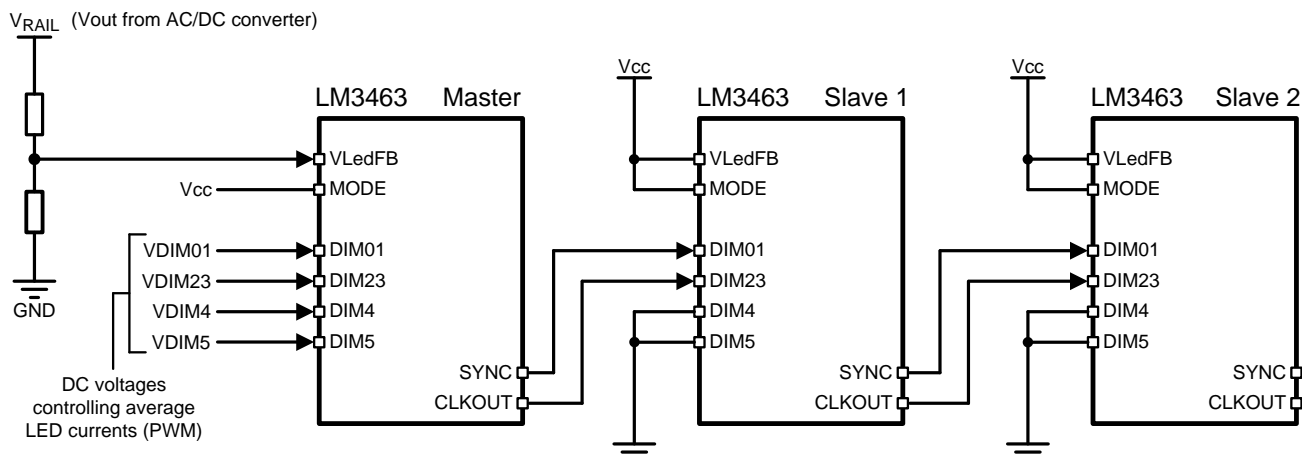 VRAIL (Vout from AC/DC converter)
Vcc
Vcc
LM3463 Master
LM3463 Slave 1
LM3463 Slave 2
VLedFB
VLedFB
VLedFB
Vcc
MODE
MODE
MODE
VDIM01
DIM01
DIM01
DIM01
VDIM23
DIM23
DIM23
DIM23
GND
VDIM4
DIM4
DIM4
DIM4
VDIM5
DIM5
DIM5
DIM5
DC voltages
controlling average
LED currents (PWM)
SYNC
SYNC
SYNC
CLKOUT
CLKOUT
CLKOUT